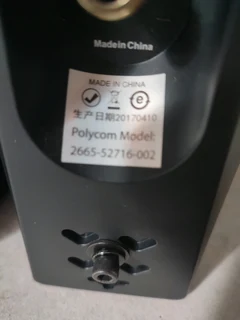 Made in China
MADE IN CHINA
生产日期20170410
Polycom Model:
2665-52716-002